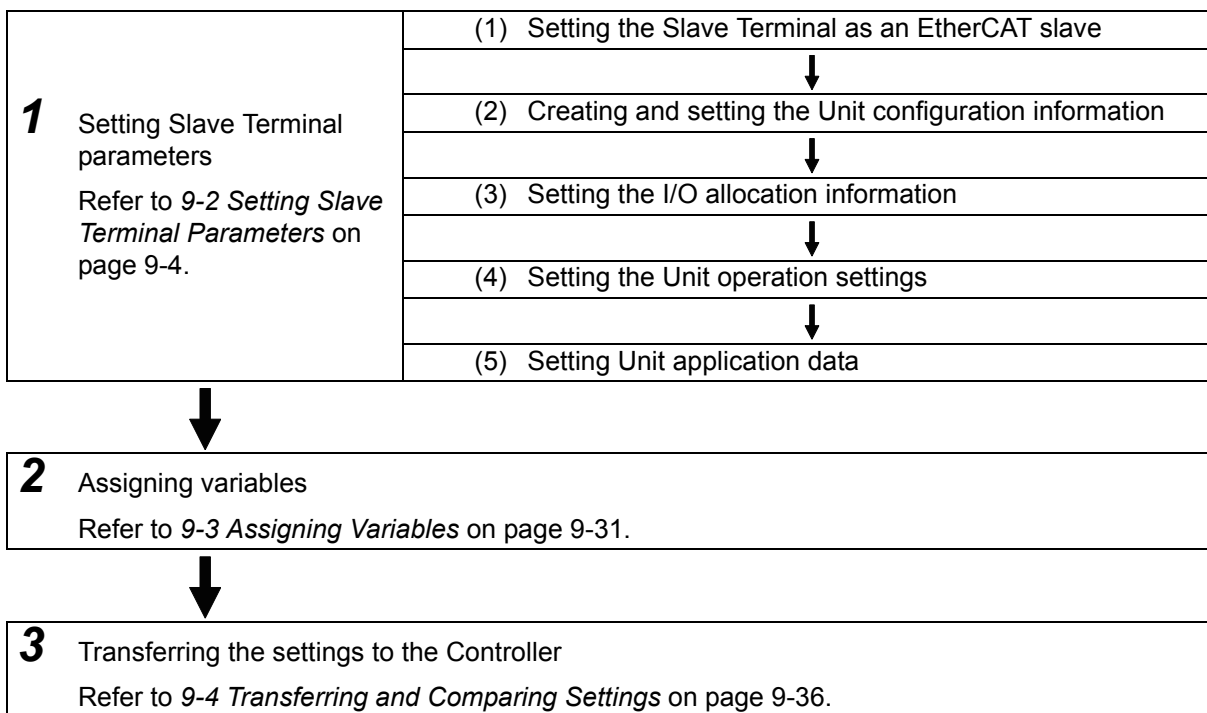 1 Setting Slave Terminal
parameters
Refer to 9-2 Setting Slave
Terminal Parameters on
page 9-4.
(1) Setting the Slave Terminal as an EtherCAT slave
(2) Creating and setting the Unit configuration information
(3) Setting the I/O allocation information
(4) Setting the Unit operation settings
(5) Setting Unit application data
2 Assigning variables
Refer to 9-3 Assigning Variables on page 9-31.
3 Transferring the settings to the Controller
Refer to 9-4 Transferring and Comparing Settings on page 9-36.